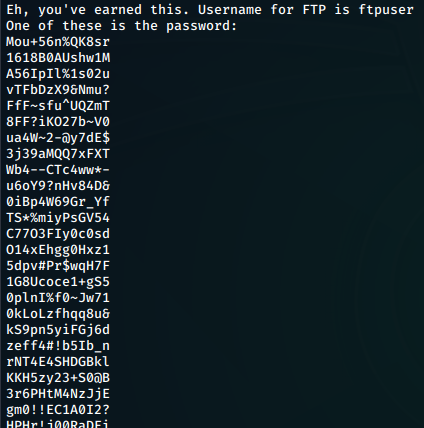 Eh, you've earned this. Username for FTP is ftpuser
One of these is the password:
Mou+56n%QK8sr
1618B0AUshw1M
A56IpIl%1s02u
vTFbDzX9&Nmu?
FfF~sfu^UQZmT
8FF?iKO27b~V0
ua4W~2-@y7dE$
3j39aMQQ7xFXT
Wb4--CTc4ww*-
u6oY9?nHv84D&
0iBp4W69Gr_Yf
TS*%miyPsGV54
C77O3FIy0c0sd
O14xEhgg0Hxz1
5dpv#Pr$wqH7F
1G8Ucoce1+gS5
0plnI%f0~Jw71
0kLoLzfhqq8u&
kS9pn5yiFGj6d
zeff4#!b5Ib_n
rNT4E4SHDGBkl
KKH5zy23+S0@B
3r6PHtM4NzJjE
gm0!!EC1A0I2?
HPHr!j00RaDEi